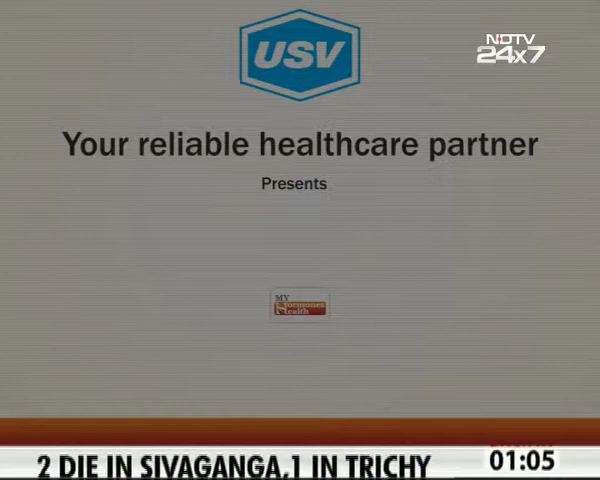 USV
NDTV
24x7
Your reliable healthcare partner
Presents
MY
Hormones
Health
2 DIE IN SIVAGANGA,1 IN TRICHY
01:05